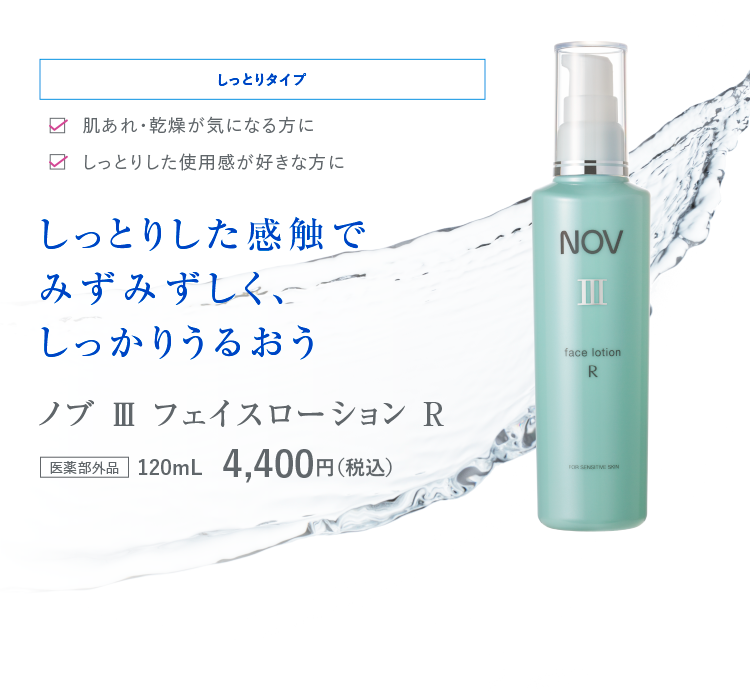 しっとりタイプ
肌あれ・乾燥が気になる方に
しっとりした使用感が好きな方に
しっとりした感触で
みずみずしく、
しっかりうるおう
ノブ Ⅲ フェイスローション R
医薬部外品 120mL 4,400円（税込）
NOV
Ⅲ
face lotion
R
FOR SENSITIVE SKIN